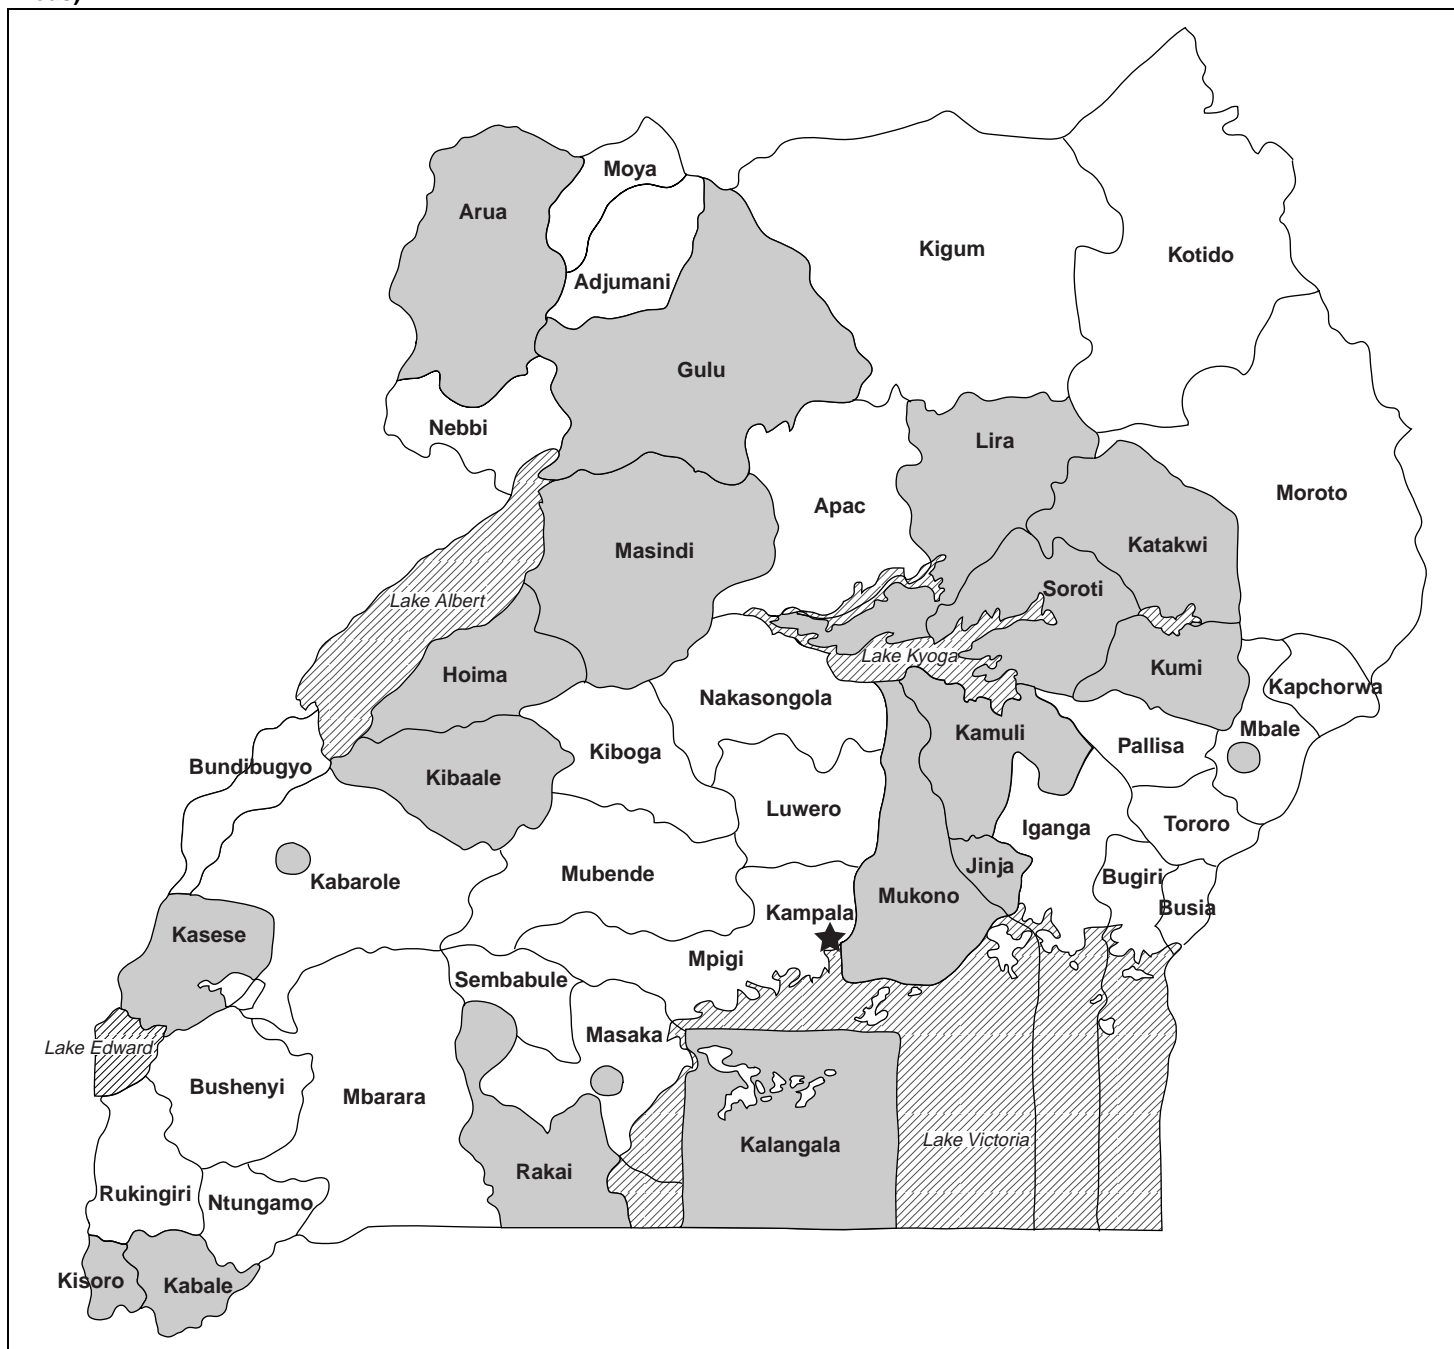 Moya
Arua
Kigum
Kotido
Adjumani
Gulu
Nebbi
Lira
Moroto
Apac
Katakwi
Masindi
Soroti
Lake Albert
Lake Kyoga
Kumi
Hoima
Kapchorwa
Nakasongola
Kamuli
Mbale
Pallisa
Kiboga
Bundibugyo
Kibaale
Luwero
Tororo
Iganga
Jinja
Mubende
Bugiri
Kabarole
Mukono
Busia
Kampala
Kasese
Mpigi
Sembabule
Masaka
Lake Edward
Bushenyi
Mbarara
Lake Victoria
Kalangala
Rakai
Rukingiri
Ntungamo
Kisoro
Kabale